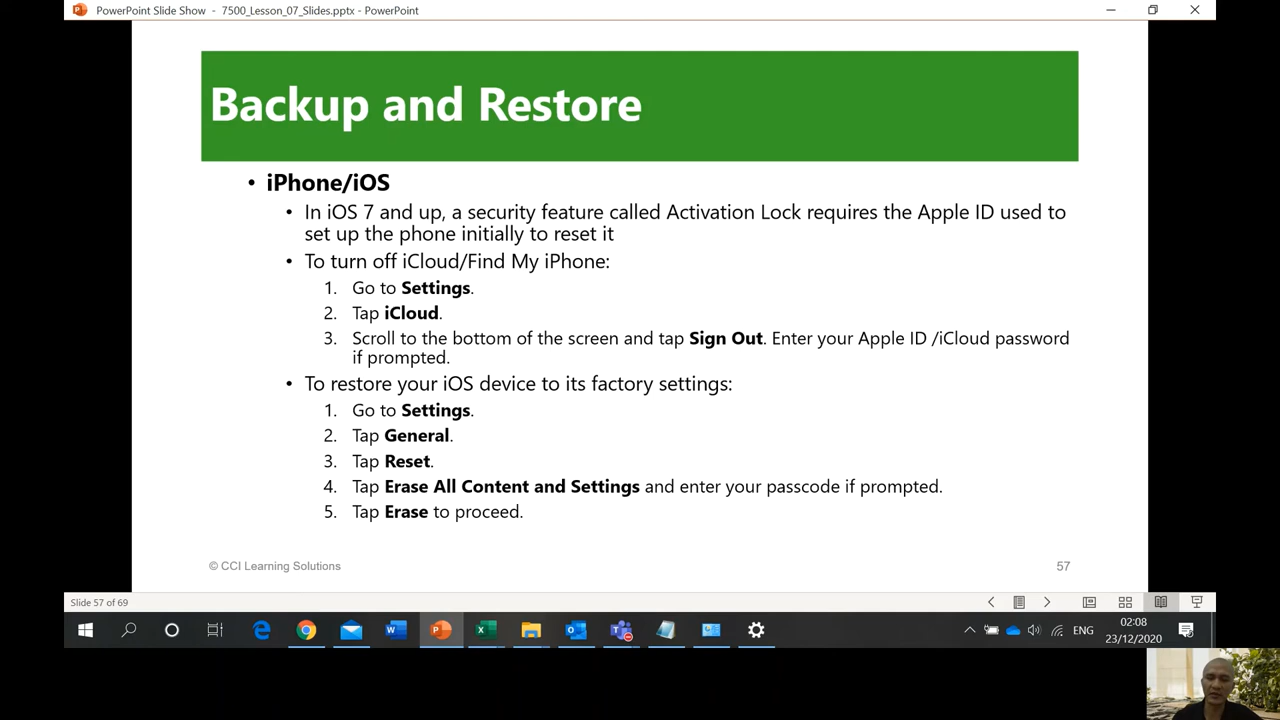 PowerPoint Slide Show - 7500_Lesson_07_Slides.pptx - PowerPoint
Backup and Restore
• iPhone/iOS
• In iOS 7 and up, a security feature called Activation Lock requires the Apple ID used to
set up the phone initially to reset it
• To turn off iCloud/Find My iPhone:
1. Go to Settings.
2. Tap iCloud.
3. Scroll to the bottom of the screen and tap Sign Out. Enter your Apple ID /iCloud password
if prompted.
• To restore your iOS device to its factory settings:
1. Go to Settings.
2. Tap General.
3. Tap Reset.
4. Tap Erase All Content and Settings and enter your passcode if prompted.
5. Tap Erase to proceed.
© CCI Learning Solutions
57
Slide 57 of 69
ENG
02:08
23/12/2020